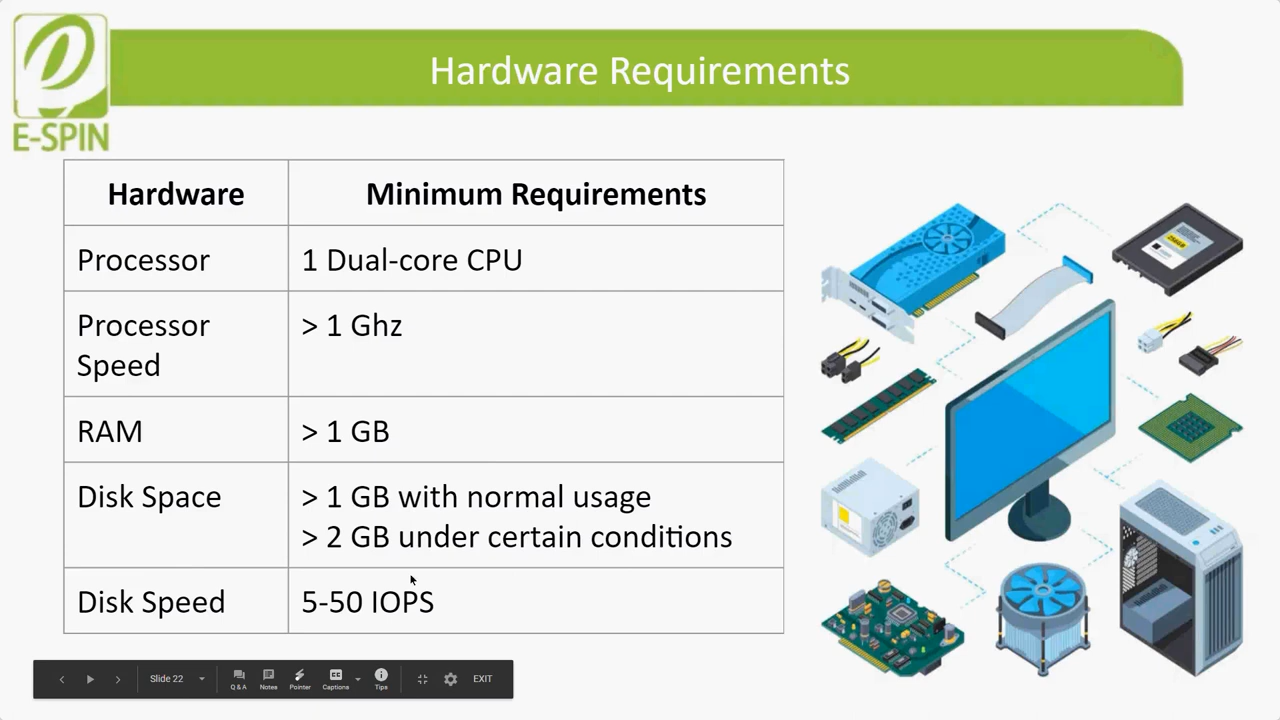 Hardware Requirements
E-SPIN
Hardware
Minimum Requirements
Processor
1 Dual-core CPU
Processor
Speed
> 1 Ghz
RAM
> 1 GB
Disk Space
> 1 GB with normal usage
> 2 GB under certain conditions
Disk Speed
5-50 IOPS
Slide 22
Q & A
Notes
Pointer
CC
Captions
Tips
EXIT